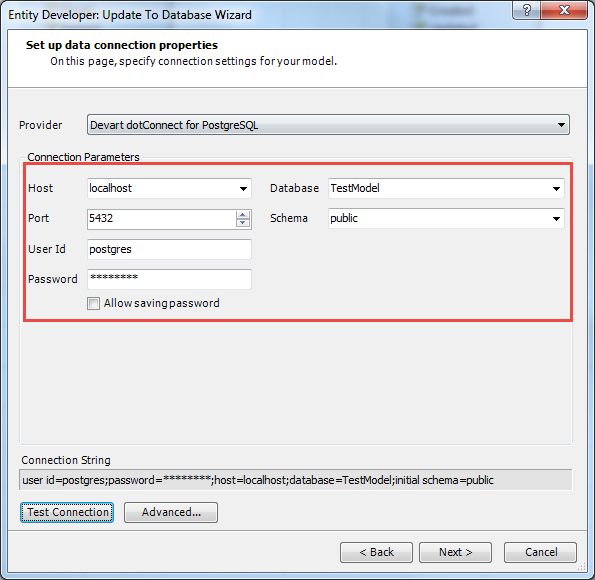 Entity Developer: Update To Database Wizard
Set up data connection properties
On this page, specify connection settings for your model.
Provider Devart dotConnect for PostgreSQL
Connection Parameters
Host localhost Database TestModel
Port 5432 Schema public
User Id postgres
Password ********
Allow saving password
Connection String
user id=postgres;password=********;host=localhost;database=TestModel;initial schema=public
Test Connection Advanced...
< Back Next > Cancel